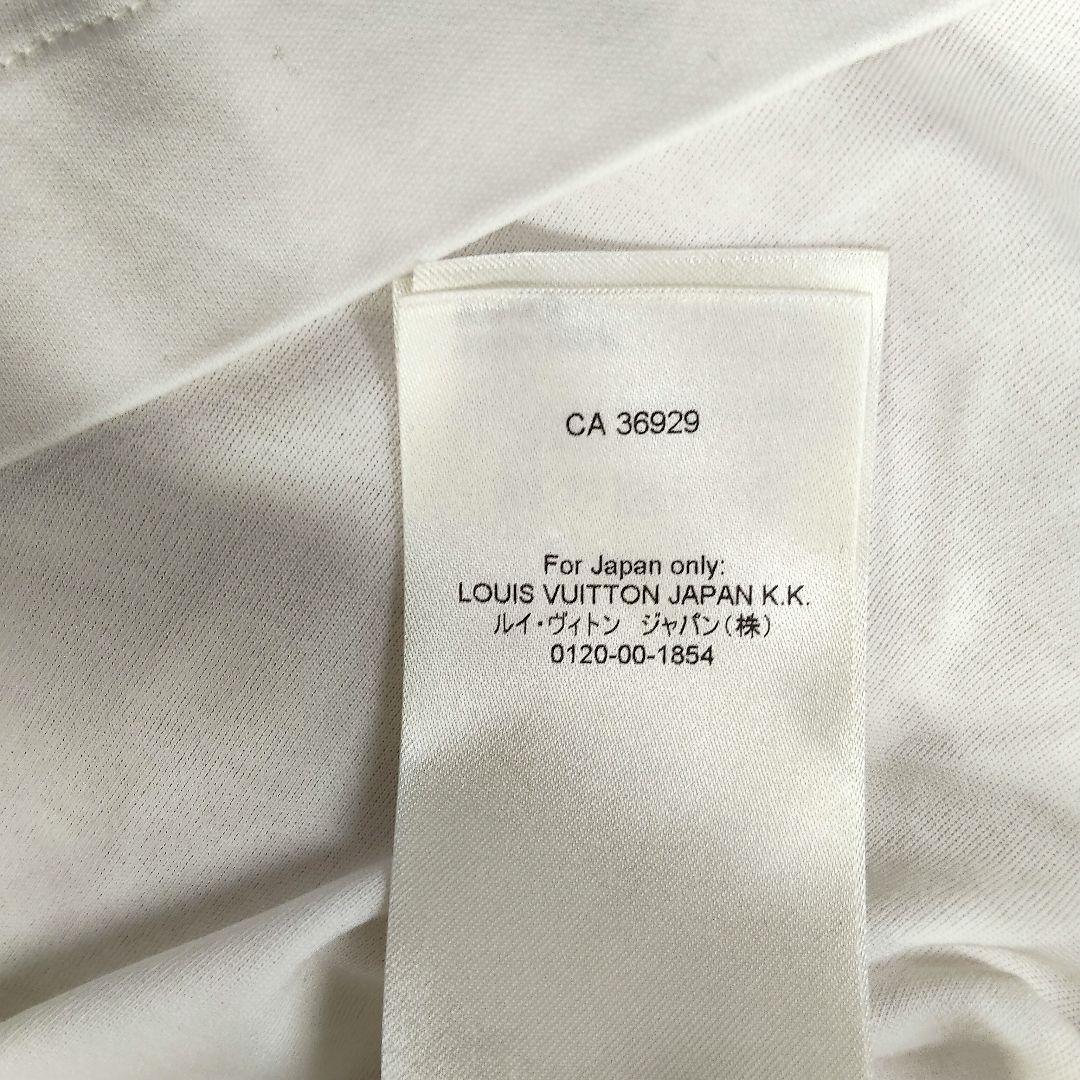 CA 36929
For Japan only:
LOUIS VUITTON JAPAN K.K.
ルイ・ヴィトン ジャパン(株)
0120-00-1854